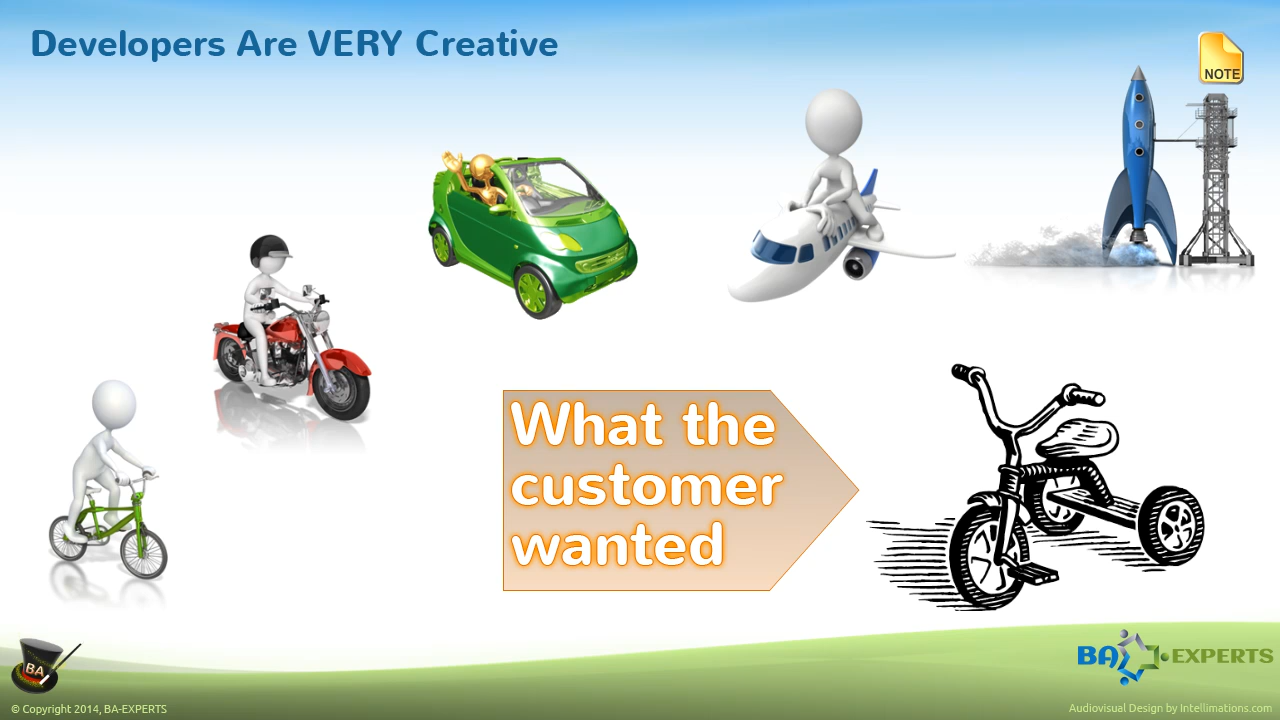 Developers Are VERY Creative
NOTE
What the
customer
wanted
BA
BA EXPERTS
© Copyright 2014, BA-EXPERTS
Audiovisual Design by Intellimations.com